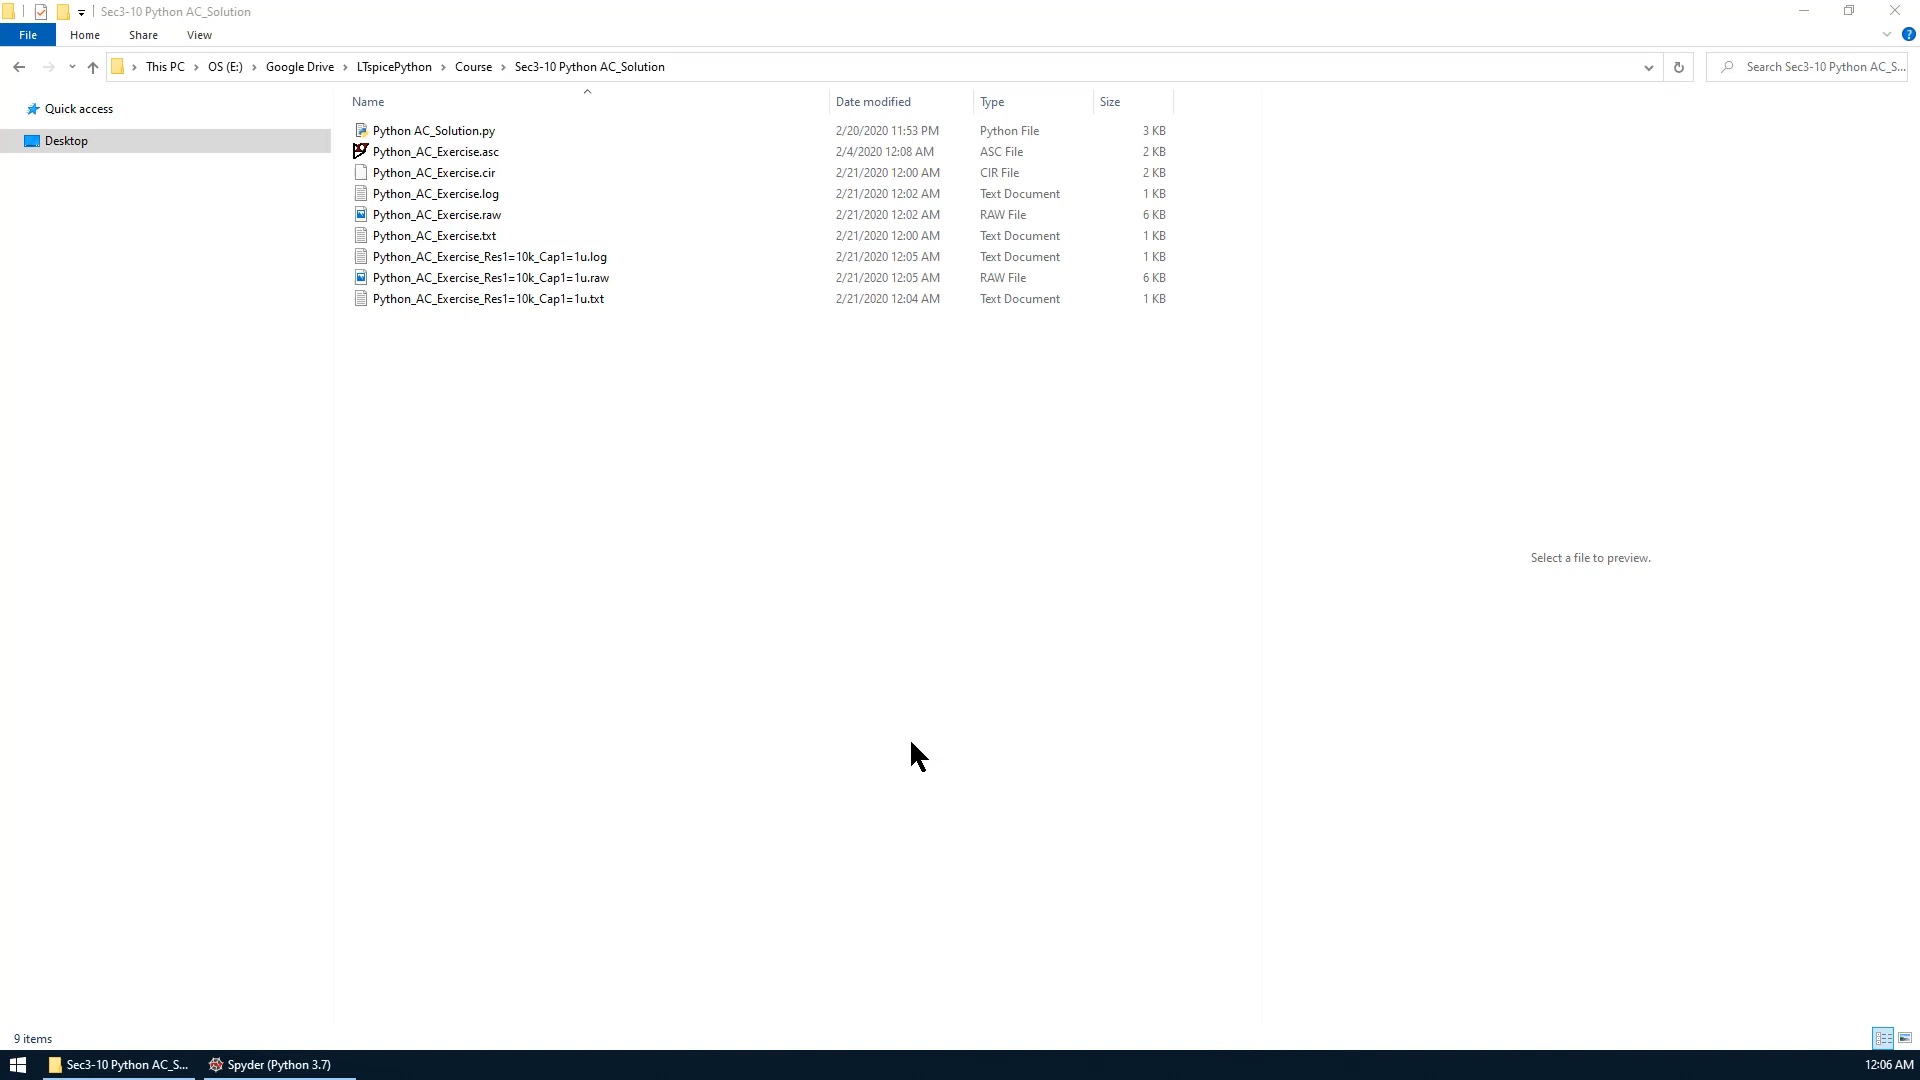 Sec3-10 Python AC_Solution
File Home Share View
This PC OS (E:) Google Drive LTspicePython Course Sec3-10 Python AC_Solution Search Sec3-10 Python AC_S...
Quick access
Desktop
Name Date modified Type Size
Python AC_Solution.py 2/20/2020 11:53 PM Python File 3 KB
Python_AC_Exercise.asc 2/4/2020 12:08 AM ASC File 2 KB
Python_AC_Exercise.cir 2/21/2020 12:00 AM CIR File 2 KB
Python_AC_Exercise.log 2/21/2020 12:02 AM Text Document 1 KB
Python_AC_Exercise.raw 2/21/2020 12:02 AM RAW File 6 KB
Python_AC_Exercise.txt 2/21/2020 12:00 AM Text Document 1 KB
Python_AC_Exercise_Res1=10k_Cap1=1u.log 2/21/2020 12:05 AM Text Document 1 KB
Python_AC_Exercise_Res1=10k_Cap1=1u.raw 2/21/2020 12:05 AM RAW File 6 KB
Python_AC_Exercise_Res1=10k_Cap1=1u.txt 2/21/2020 12:04 AM Text Document 1 KB
Select a file to preview.
9 items
Sec3-10 Python AC_S... Spyder (Python 3.7) 12:06 AM